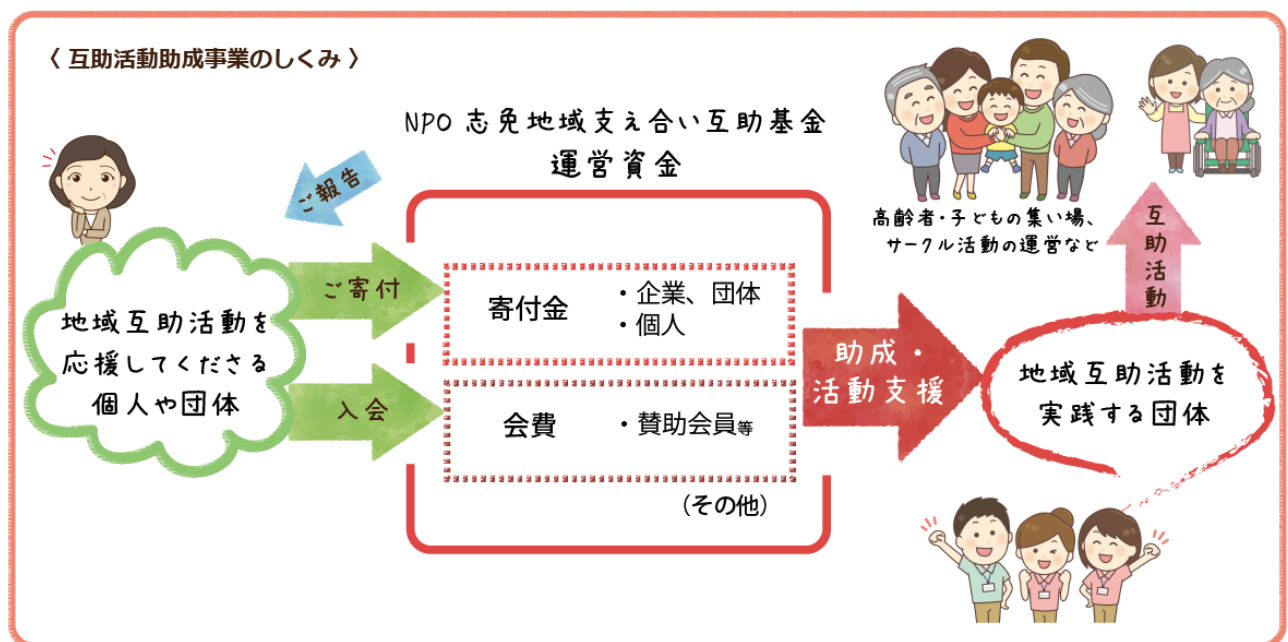 〈 互助活動助成事業のしくみ 〉
NPO 志免地域支え合い互助基金
運営資金
ご報告
地域互助活動を
応援してくださる
個人や団体
ご寄付
入会
寄付金
・企業、団体
・個人
会費
・賛助会員等
（その他）
助成・
活動支援
地域互助活動を
実践する団体
互助活動
高齢者・子どもの集い場、
サークル活動の運営など